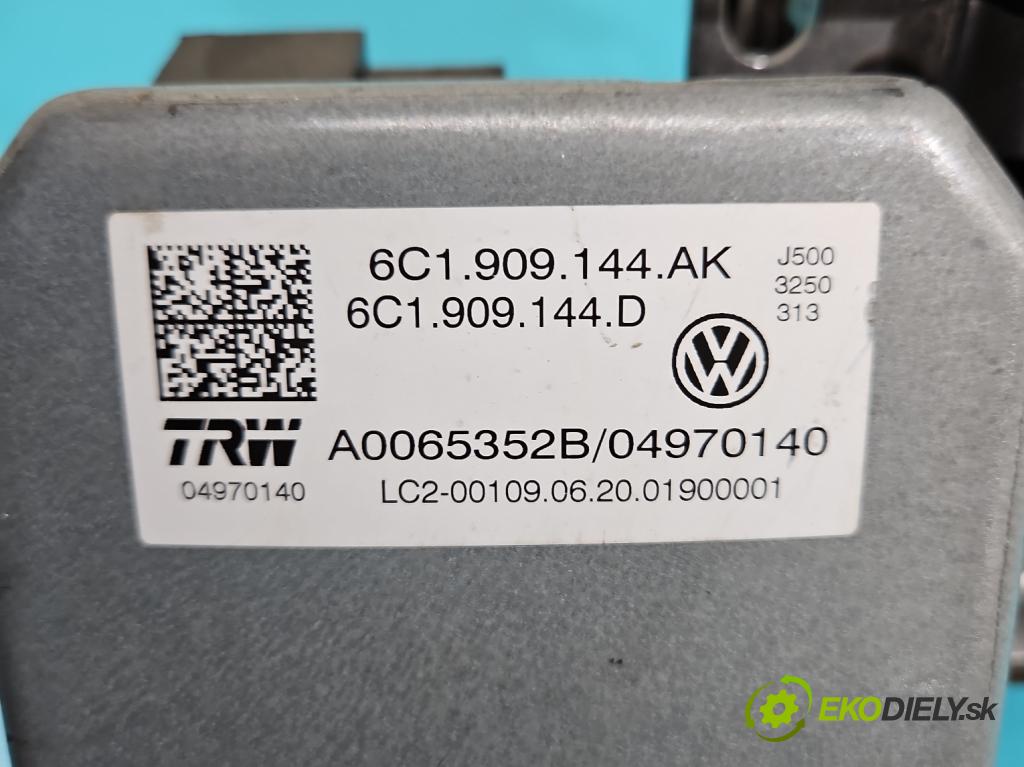 6C1.909.144.AK
6C1.909.144.D
J500
3250
313
TRW
A0065352B/04970140
04970140
LC2-00109.06.20.01900001
EKODIELY.sk